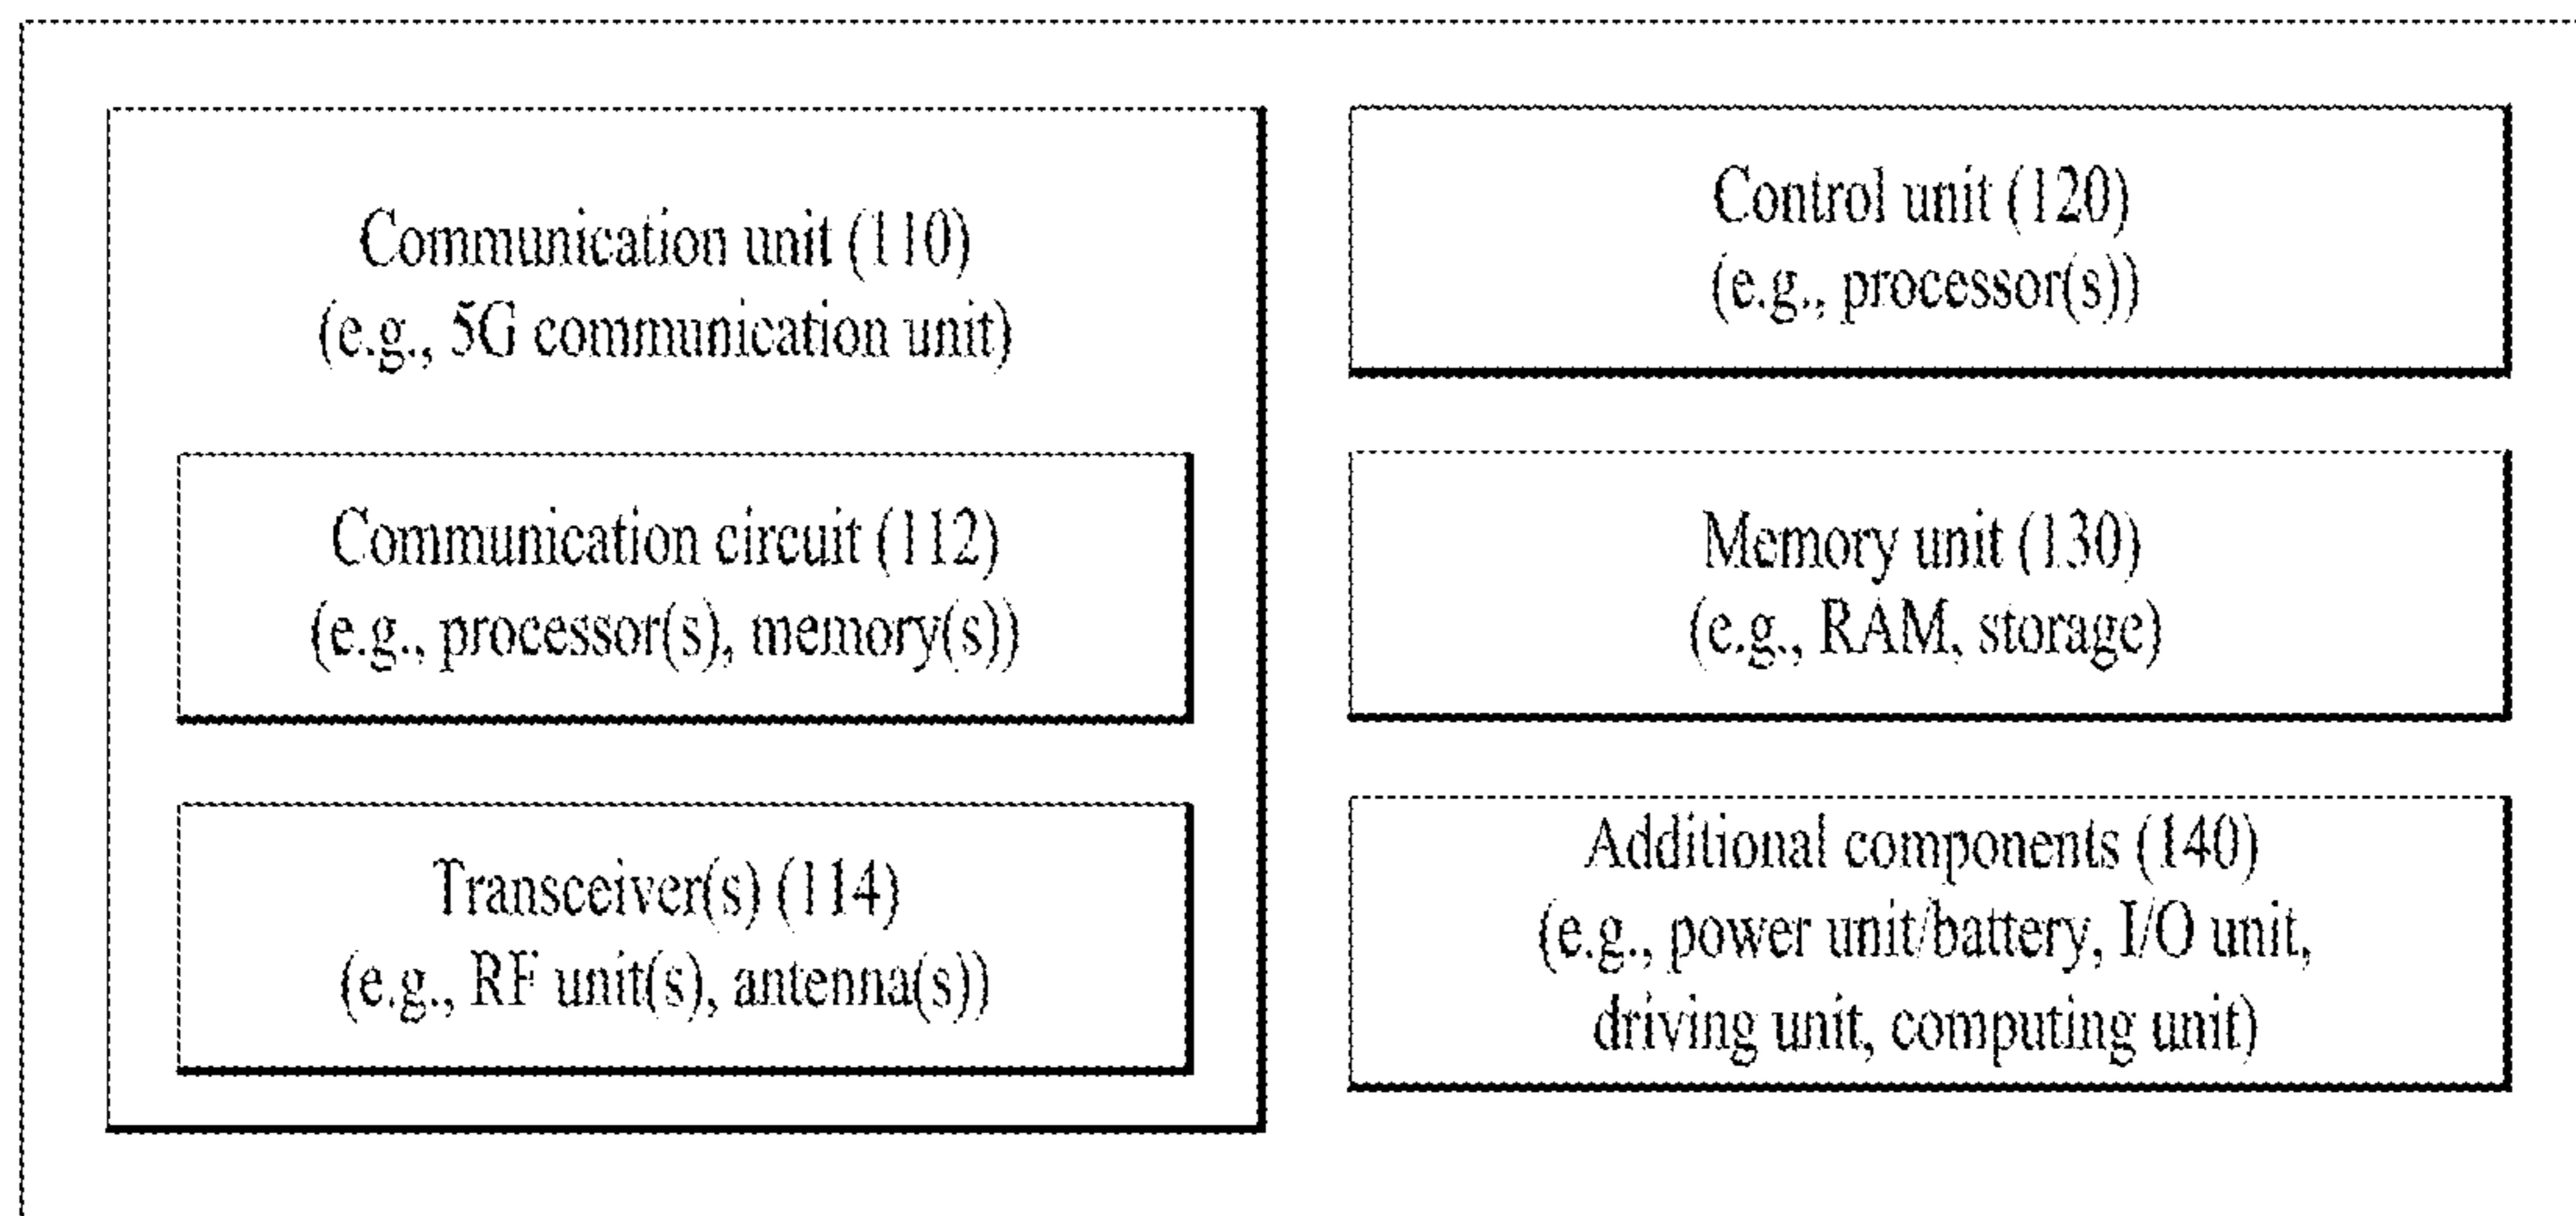 Communication unit (110)
(e.g., 5G communication unit)
Communication circuit (112)
(e.g., processor(s), memory(s))
Transceiver(s) (114)
(e.g., RF unit(s), antenna(s))
Control unit (120)
(e.g., processor(s))
Memory unit (130)
(e.g., RAM, storage)
Additional components (140)
(e.g., power unit/battery, I/O unit,
driving unit, computing unit)